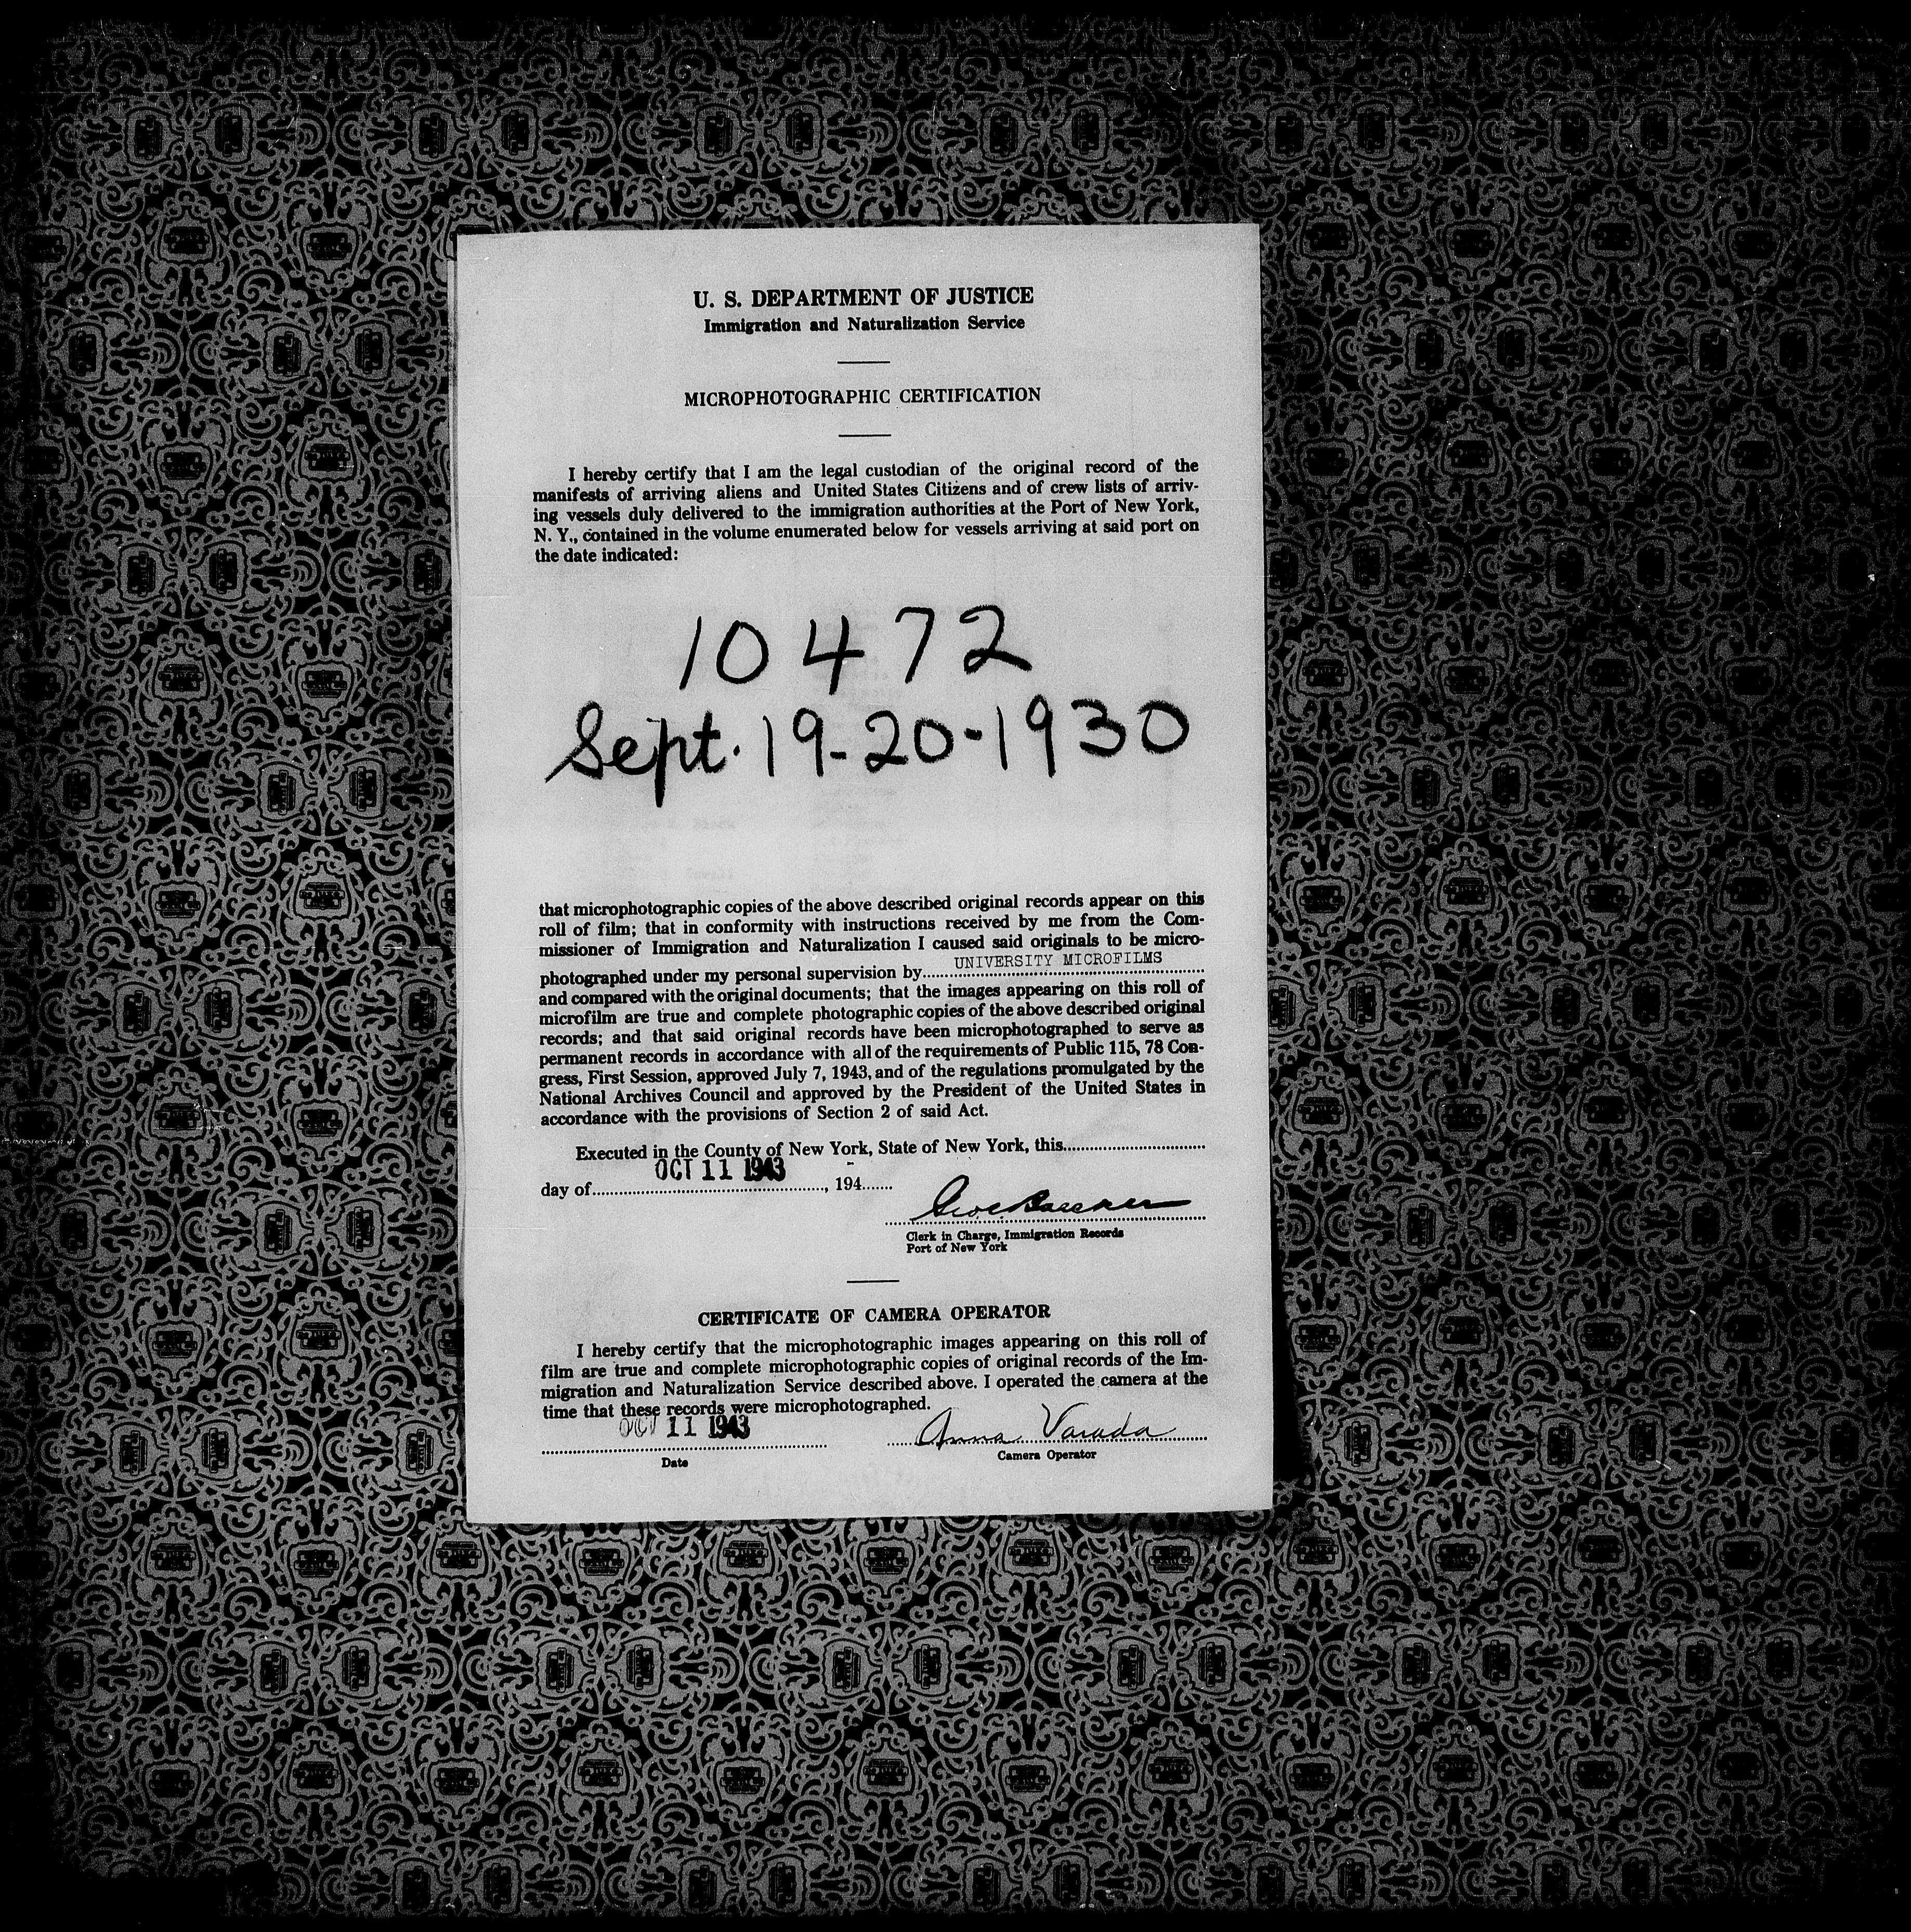 U. S. DEPARTMENT OF JUSTICE
Immigration and Naturalization Service
MICROPHOTOGRAPHIC CERTIFICATION
I hereby certify that I am the legal custodian of the original record of the
manifests of arriving aliens and United States Citizens and of crew lists of arriv-
ing vessels duly delivered to the immigration authorities at the Port of New York,
N. Y., contained in the volume enumerated below for vessels arriving at said port on
the date indicated:
10472
Sept. 19-20-1930
that microphotographic copies of the above described original records appear on this
roll of film; that in conformity with instructions received by me from the Com-
missioner of Immigration and Naturalization I caused said originals to be micro-
photographed under my personal supervision by UNIVERSITY MICROFILMS
and compared with the original documents; that the images appearing on this roll of
microfilm are true and complete photographic copies of the above described original
records; and that said original records have been microphotographed to serve as
permanent records in accordance with all of the requirements of Public 115, 78 Con-
gress, First Session, approved July 7, 1943, and of the regulations promulgated by the
National Archives Council and approved by the President of the United States in
accordance with the provisions of Section 2 of said Act.
Executed in the County of New York, State of New York, this
day of OCT 11 1943, 194
Clerk in Charge, Immigration Records
Port of New York
CERTIFICATE OF CAMERA OPERATOR
I hereby certify that the microphotographic images appearing on this roll of
film are true and complete microphotographic copies of original records of the Im-
migration and Naturalization Service described above. I operated the camera at the
time that these records were microphotographed.
OCT 11 1943 Anna Varada
Date Camera Operator